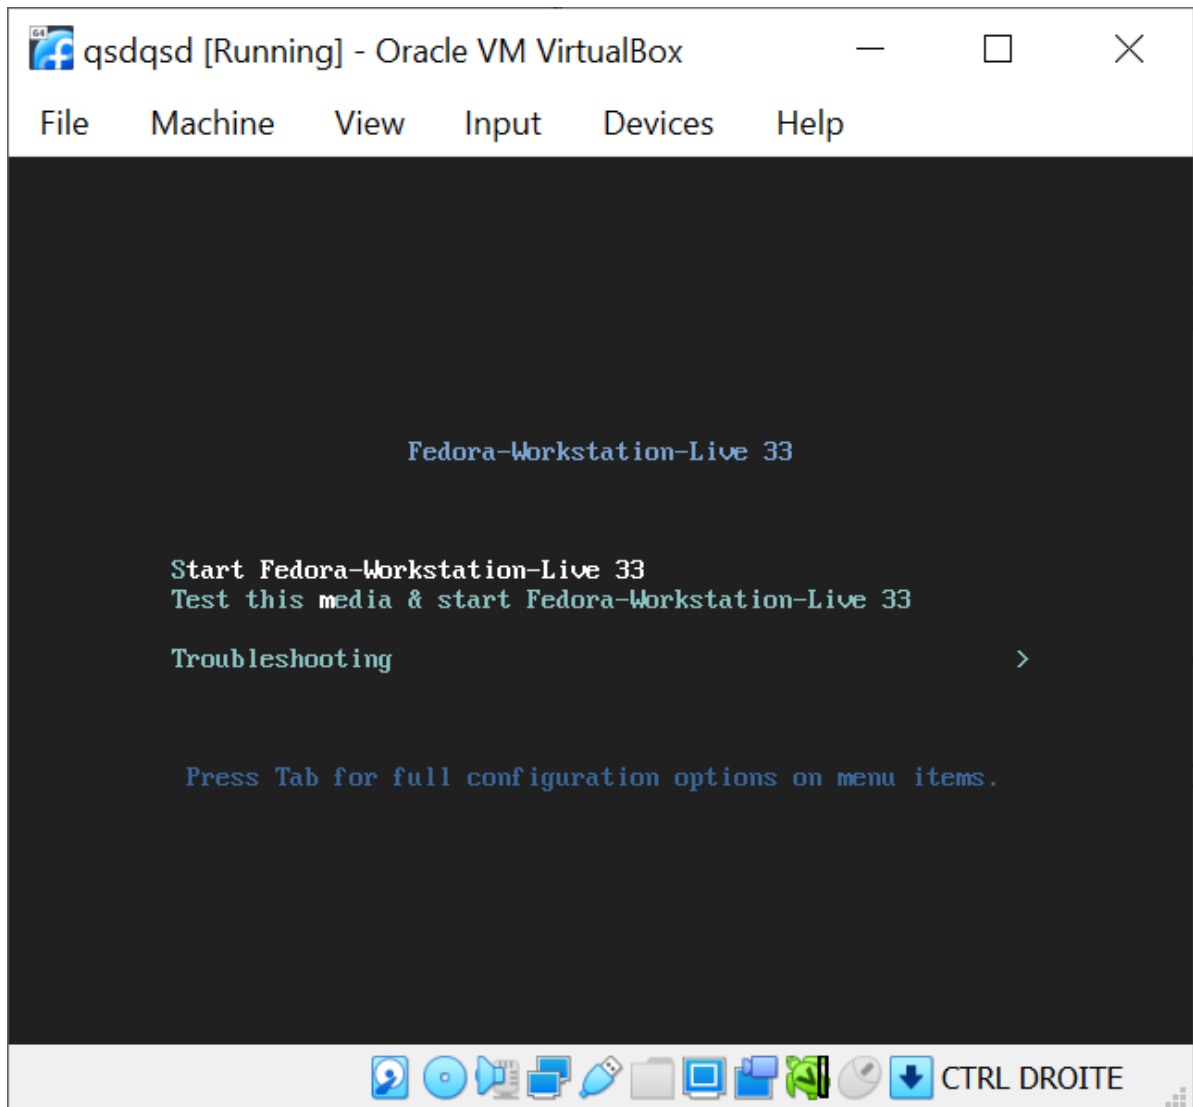 qsdqsd [Running] - Oracle VM VirtualBox
File Machine View Input Devices Help
Fedora-Workstation-Live 33
Start Fedora-Workstation-Live 33
Test this media & start Fedora-Workstation-Live 33
Troubleshooting >
Press Tab for full configuration options on menu items.
CTRL DROITE